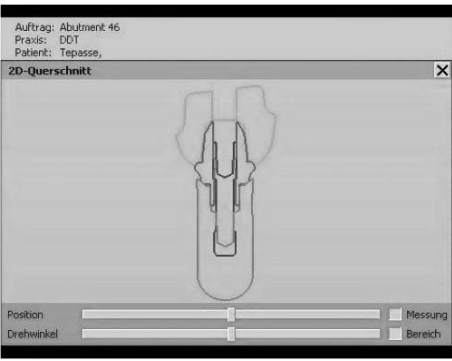 Auftrag: Abutment 46
Praxis: DDT
Patient: Tepasse,
2D-Querschnitt
Position
Messung
Drehwinkel
Bereich